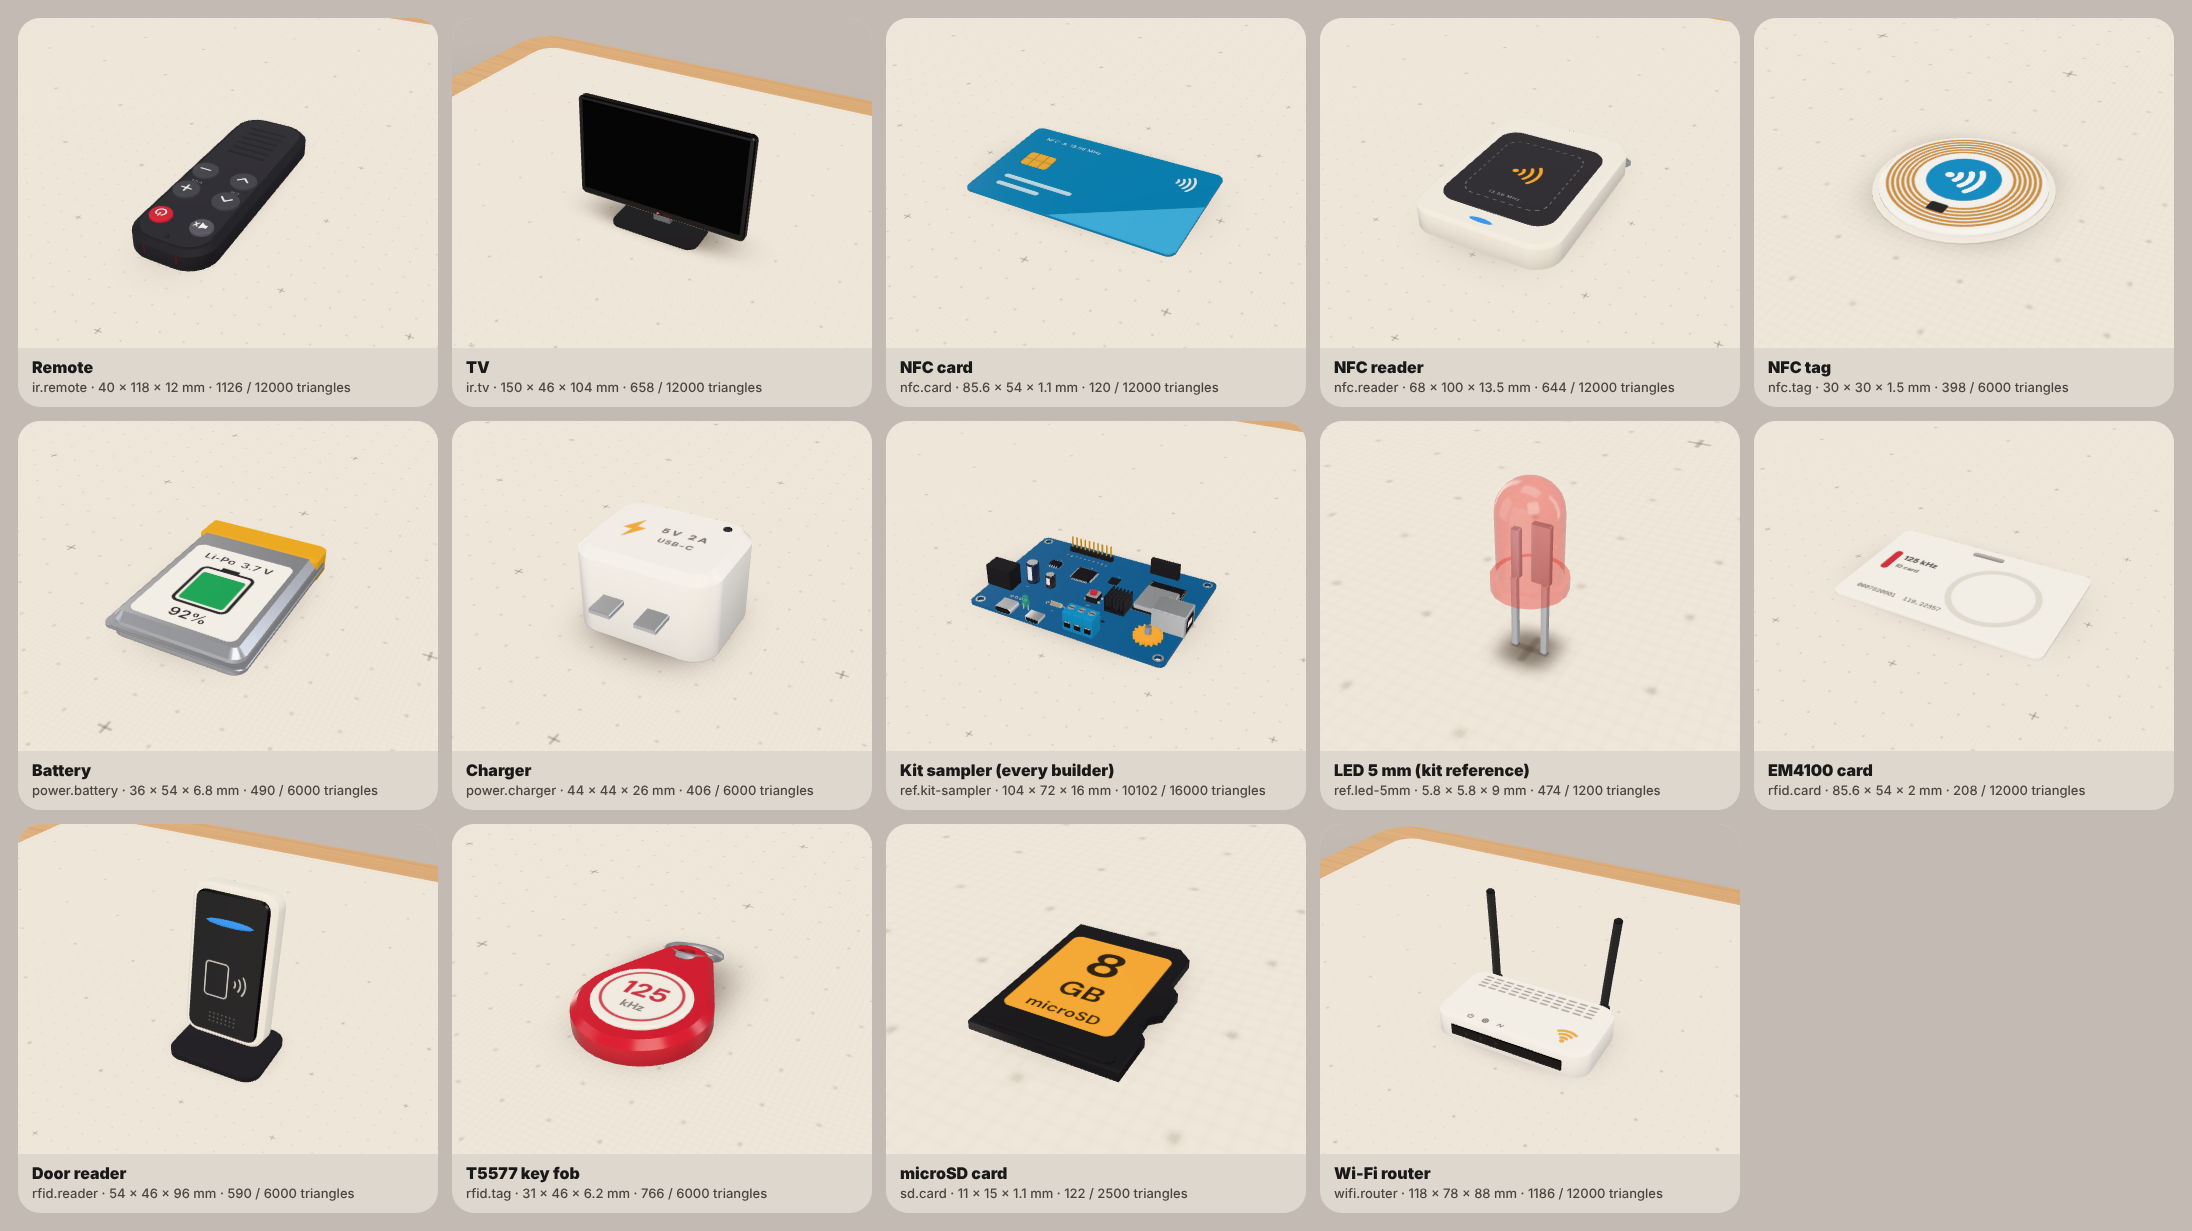 NFC-A 13.56 MHz
13.56 MHz
Remote
ir.remote · 40 × 118 × 12 mm · 1126 / 12000 triangles
TV
ir.tv · 150 × 46 × 104 mm · 658 / 12000 triangles
NFC card
nfc.card · 85.6 × 54 × 1.1 mm · 120 / 12000 triangles
NFC reader
nfc.reader · 68 × 100 × 13.5 mm · 644 / 12000 triangles
NFC tag
nfc.tag · 30 × 30 × 1.5 mm · 398 / 6000 triangles
Li-Po 3.7 V
92%
5V 2A
USB-C
125 kHz
ID card
Battery
power.battery · 36 × 54 × 6.8 mm · 490 / 6000 triangles
Charger
power.charger · 44 × 44 × 26 mm · 406 / 6000 triangles
Kit sampler (every builder)
ref.kit-sampler · 104 × 72 × 16 mm · 10102 / 16000 triangles
LED 5 mm (kit reference)
ref.led-5mm · 5.8 × 5.8 × 9 mm · 474 / 1200 triangles
EM4100 card
rfid.card · 85.6 × 54 × 2 mm · 208 / 12000 triangles
125
kHz
8
GB
microSD
Door reader
rfid.reader · 54 × 46 × 96 mm · 590 / 6000 triangles
T5577 key fob
rfid.tag · 31 × 46 × 6.2 mm · 766 / 6000 triangles
microSD card
sd.card · 11 × 15 × 1.1 mm · 122 / 2500 triangles
Wi-Fi router
wifi.router · 118 × 78 × 88 mm · 1186 / 12000 triangles